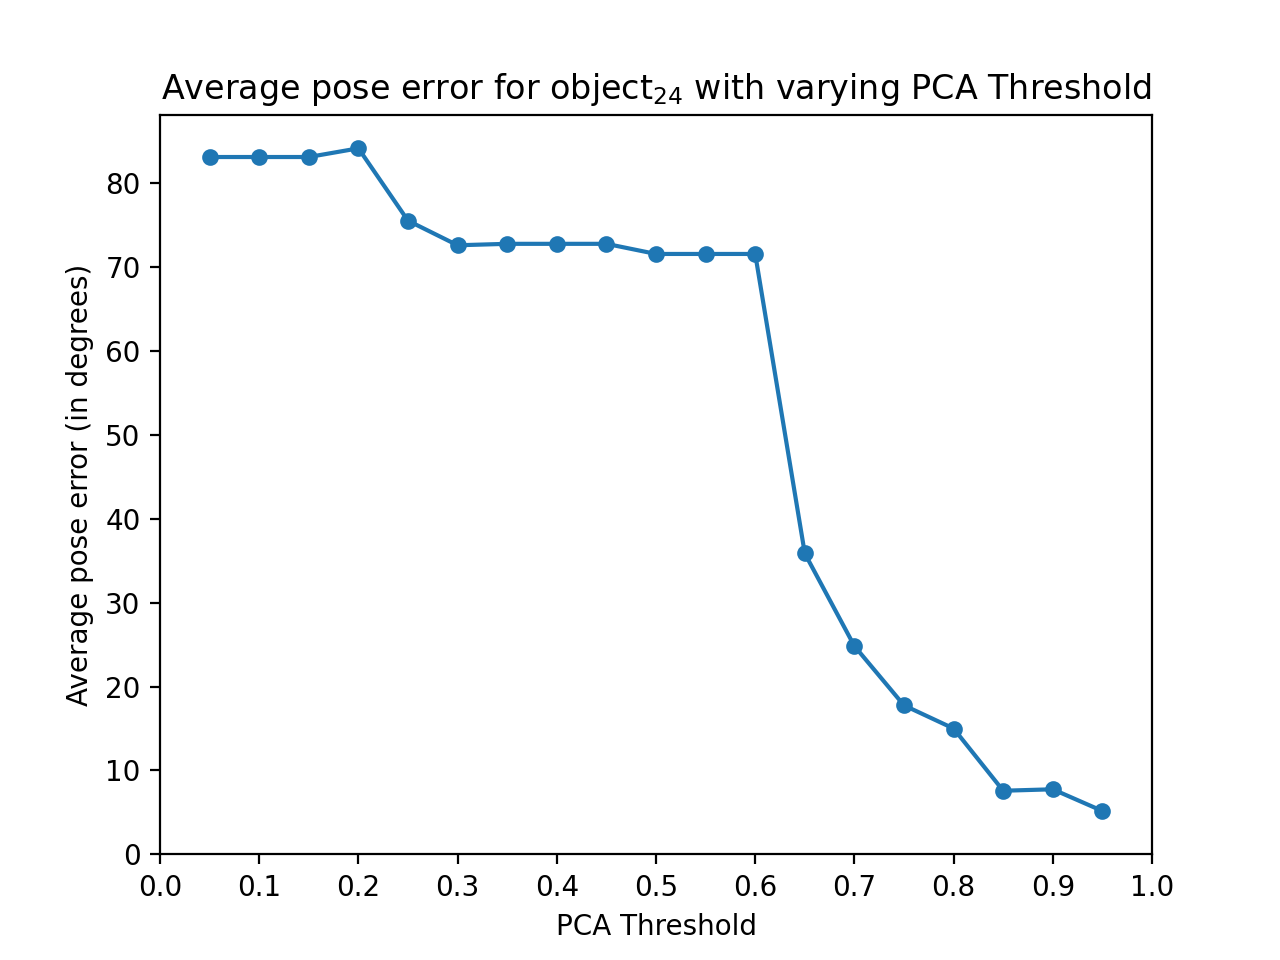 Average pose error for object₂₄ with varying PCA Threshold
Average pose error (in degrees)
80
70
60
50
40
30
20
10
0
0.0 0.1 0.2 0.3 0.4 0.5 0.6 0.7 0.8 0.9 1.0
PCA Threshold